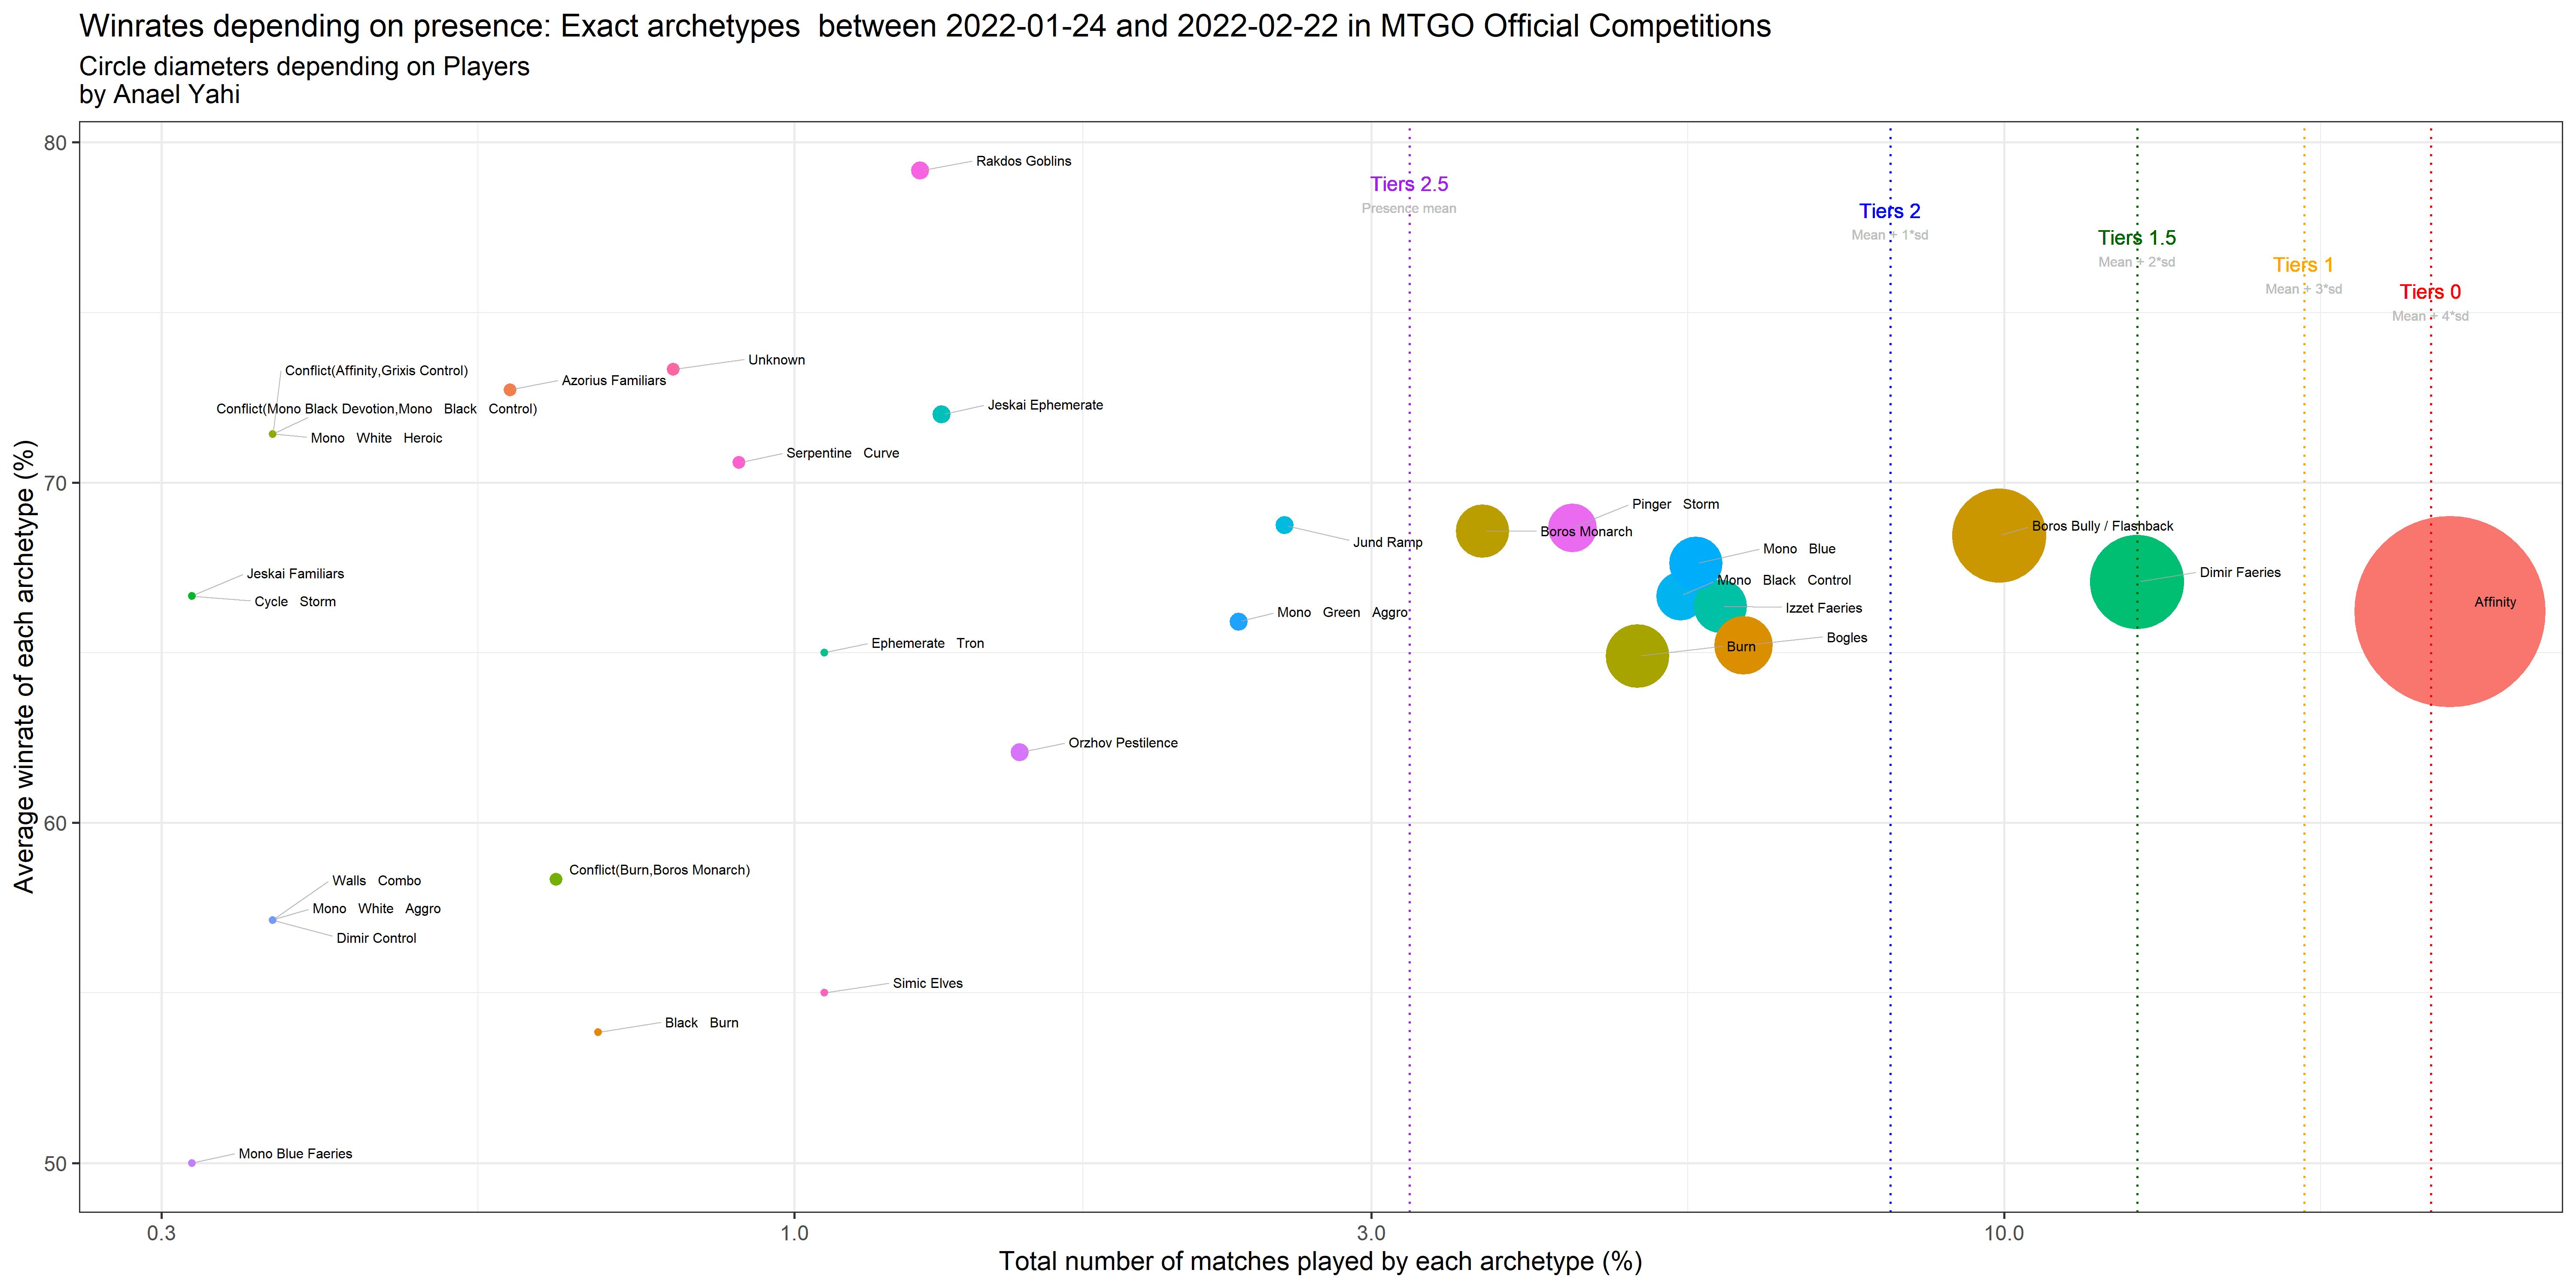 Winrates depending on presence: Exact archetypes  between 2022-01-24 and 2022-02-22 in MTGO Official Competitions
Circle diameters depending on Players
by Anael Yahi
80
70
60
50
Average winrate of each archetype (%)
Rakdos Goblins
Tiers 2.5
Presence mean
Tiers 2
Mean + 1*sd
Tiers 1.5
Mean + 2*sd
Tiers 1
Mean + 3*sd
Tiers 0
Mean + 4*sd
Unknown
Conflict(Affinity,Grixis Control)
Azorius Familiars
Conflict(Mono Black Devotion,Mono   Black   Control)
Jeskai Ephemerate
Mono   White   Heroic
Serpentine   Curve
Pinger   Storm
Boros Bully / Flashback
Boros Monarch
Jund Ramp
Mono   Blue
Dimir Faeries
Jeskai Familiars
Mono   Black   Control
Cycle   Storm
Affinity
Izzet Faeries
Mono   Green   Aggro
Bogles
Ephemerate   Tron
Burn
Orzhov Pestilence
Conflict(Burn,Boros Monarch)
Walls   Combo
Mono   White   Aggro
Dimir Control
Simic Elves
Black   Burn
Mono Blue Faeries
0.3
1.0
3.0
10.0
Total number of matches played by each archetype (%)